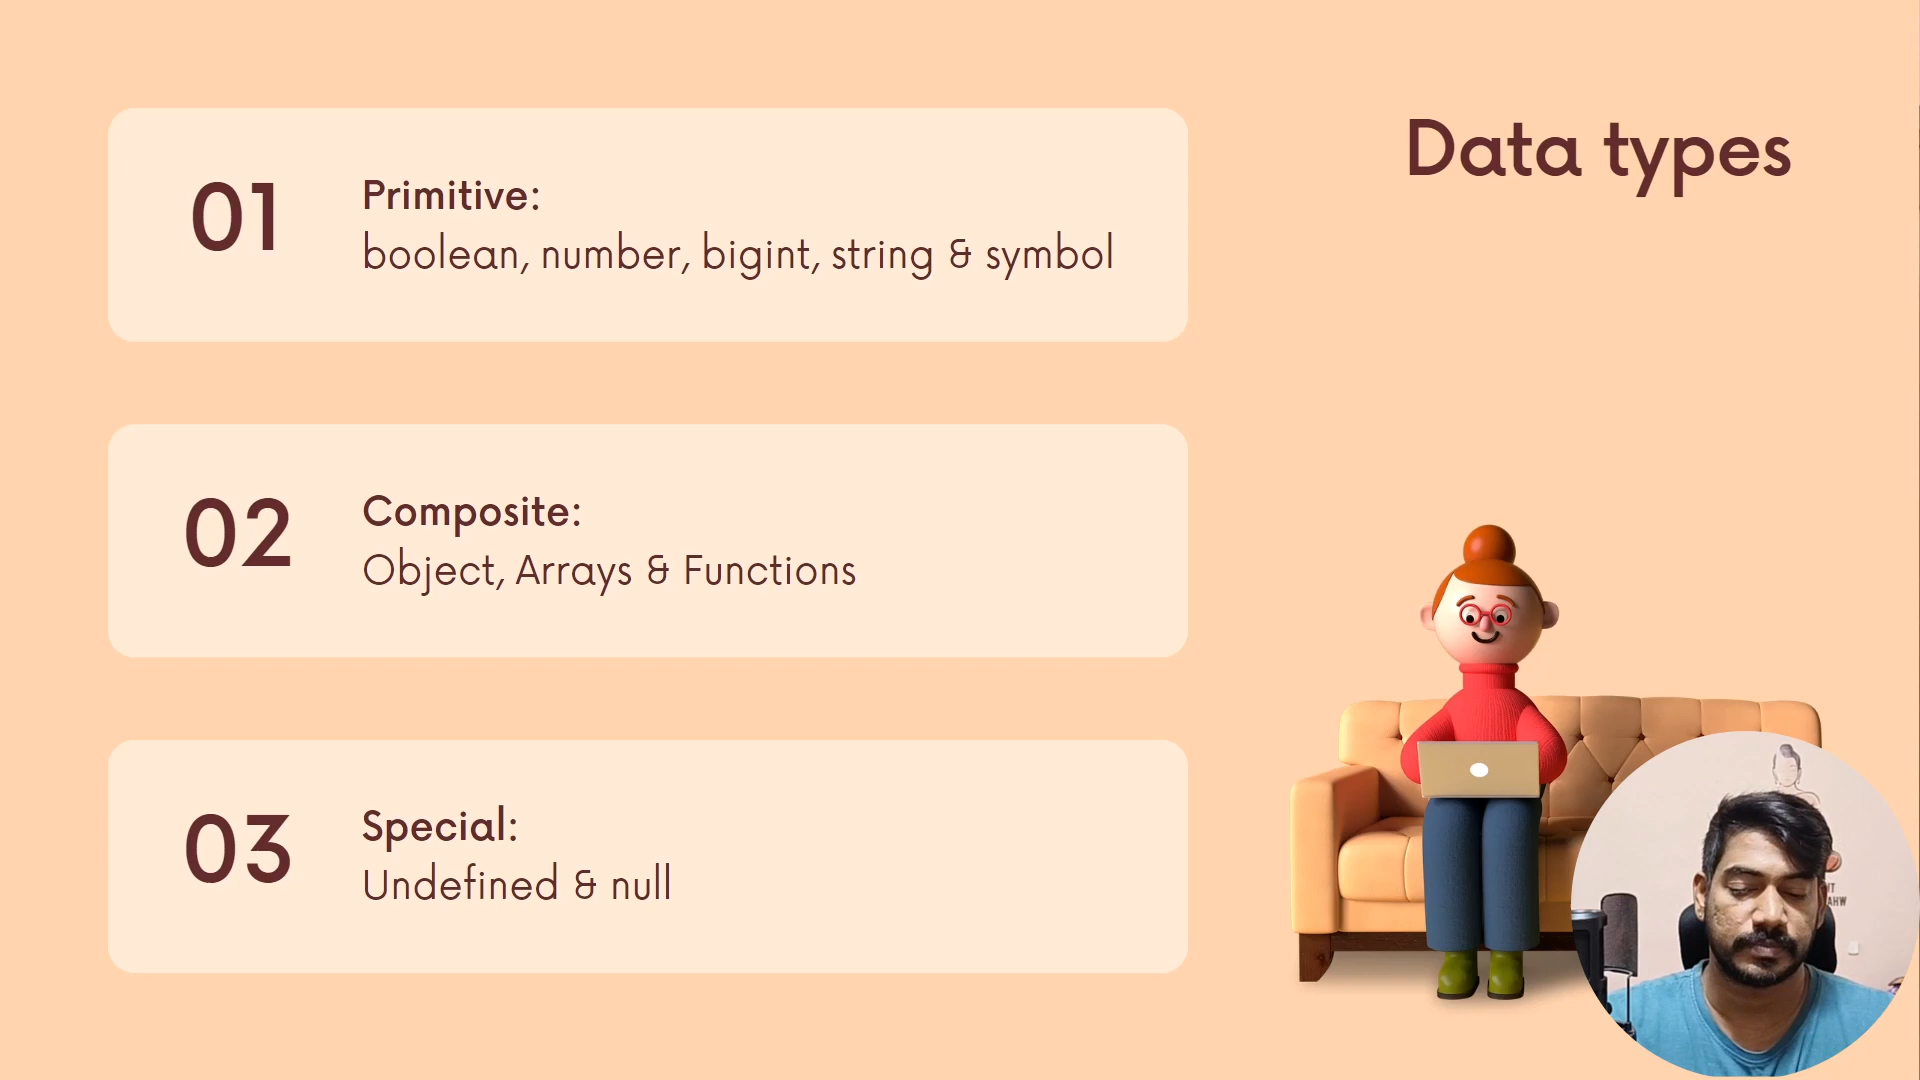 Data types
01
Primitive:
boolean, number, bigint, string & symbol
02
Composite:
Object, Arrays & Functions
03
Special:
Undefined & null